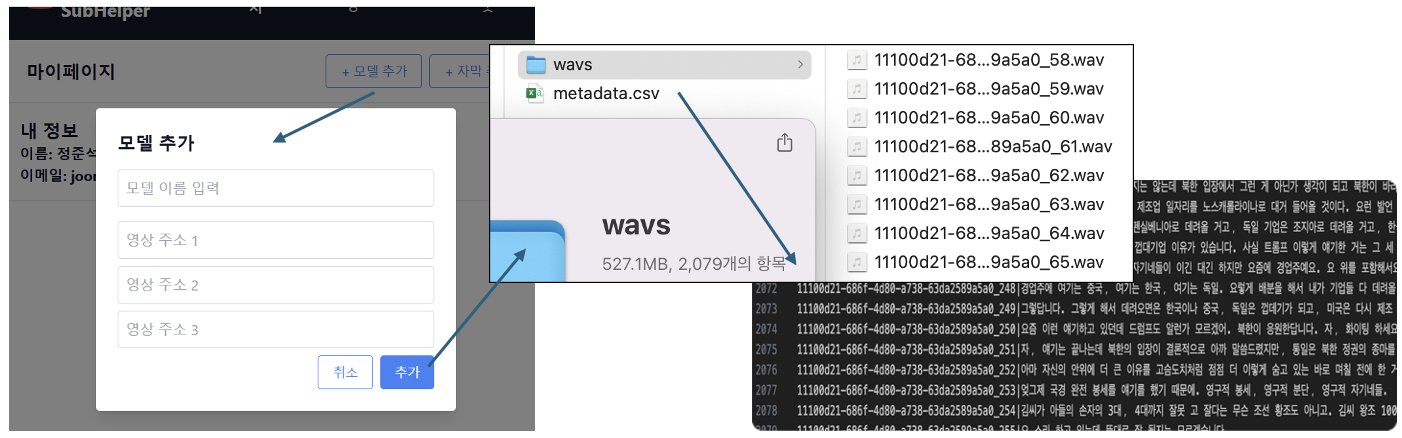 SubHelper
마이페이지
+ 모델 추가
+ 자막
내 정보
이름: 정준석
이메일: joon
모델 추가
모델 이름 입력
영상 주소 1
영상 주소 2
영상 주소 3
취소
추가
wavs
metadata.csv
wavs
527.1MB, 2,079개의 항목
11100d21-68...9a5a0_58.wav
11100d21-68...9a5a0_59.wav
11100d21-68...9a5a0_60.wav
11100d21-68...89a5a0_61.wav
11100d21-68...9a5a0_62.wav
11100d21-68...9a5a0_63.wav
11100d21-68...9a5a0_64.wav
11100d21-68...9a5a0_65.wav
지는 않는데 북한 입장에서 그런 게 아닌가 생각이 되고 북한이 바라
제조업 일자리를 노스캐롤라이나로 대거 들어올 것이다. 요런 발언
펜실베니아로 데려올 거고, 독일 기업은 조지아로 데려올 거고, 한
껍대기업 이유가 있습니다. 사실 트롬프 이렇게 얘기한 거는 그 세
자기네들이 이긴 대긴 하지만 요즘에 경업주예요. 요 위를 포함해서요
2072 11100d21-686f-4d80-a738-63da2589a5a0_248|경업주에 여기는 중국, 여기는 한국, 여기는 독일. 요렇게 배분을 해서 내가 기업들 다 데려올
2073 11100d21-686f-4d80-a738-63da2589a5a0_249|그렇답니다. 그렇게 해서 데려오면은 한국이나 중국, 독일은 껍데기가 되고, 미국은 다시 제조
2074 11100d21-686f-4d80-a738-63da2589a5a0_250|요즘 이런 얘기하고 있던데 드럼프도 알런가 모르겠어. 북한이 응원한답니다. 자, 화이팅 하세요
2075 11100d21-686f-4d80-a738-63da2589a5a0_251|자, 얘기는 끝나는데 북한의 입장이 결론적으로 아까 말씀드렸지만, 통일은 북한 정권의 종마를
2076 11100d21-686f-4d80-a738-63da2589a5a0_252|아마 자신의 안위에 더 큰 이유를 고슴도치처럼 점점 더 이렇게 숨고 있는 바로 며칠 전에 한 거
2077 11100d21-686f-4d80-a738-63da2589a5a0_253|엊그제 국경 완전 봉세를 얘기를 했기 때문에. 영구적 봉세, 영구적 분단, 영구적 자기네들.
2078 11100d21-686f-4d80-a738-63da2589a5a0_254|김씨가 아들의 손자의 3대, 4대까지 잘못 고 잘다는 무슨 조선 황조도 아니고. 김씨 왕조 100